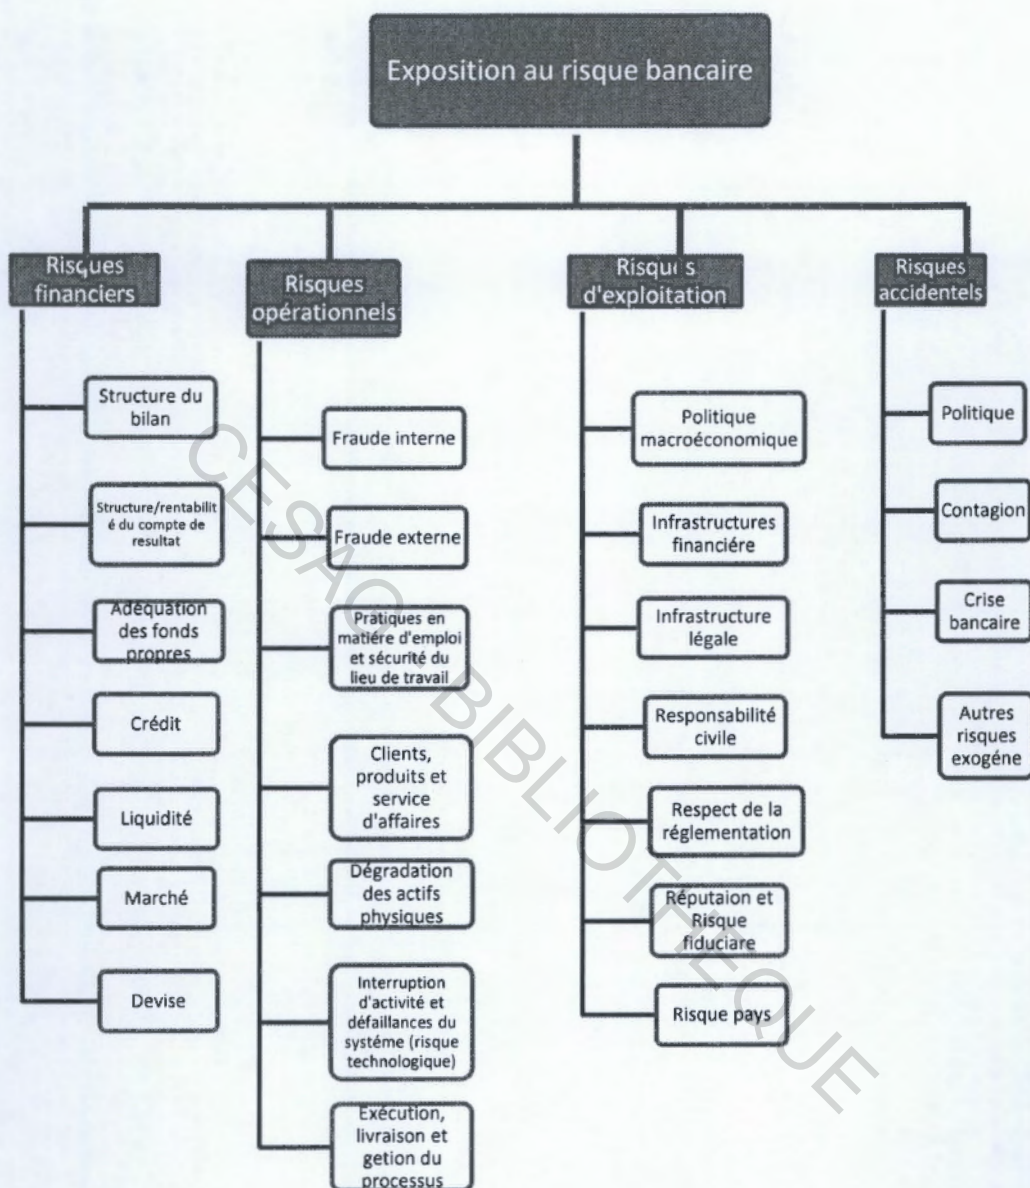 Exposition au risque bancaire
Risques
financiers
Structure du
bilan
Structure/rentabilit
é du compte de
resultat
Adéquation
des fonds
propres
Crédit
Liquidité
Marché
Devise
Risques
opérationnels
Fraude interne
Fraude externe
Pratiques en
matiére d'emploi
et sécurité du
lieu de travail
Clients,
produits et
service
d'affaires
Dégradation
des actifs
physiques
Interruption
d'activité et
défaillances du
systéme (risque
technologique)
Exécution,
livraison et
getion du
processus
Risques
d'exploitation
Politique
macroéconomique
Infrastructures
financiére
Infrastructure
légale
Responsabilité
civile
Respect de la
réglementation
Réputaion et
Risque
fiduciare
Risque pays
Risques
accidentels
Politique
Contagion
Crise
bancaire
Autres
risques
exogéne
CESAG - BIBLIOTHEQUE